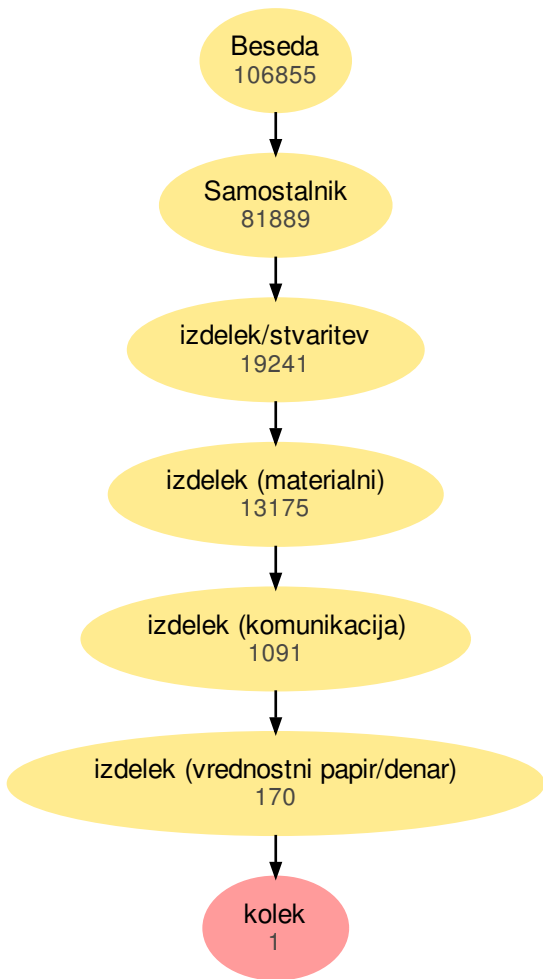 Beseda
106855
Samostalnik
81889
izdelek/stvaritev
19241
izdelek (materialni)
13175
izdelek (komunikacija)
1091
izdelek (vrednostni papir/denar)
170
kolek
1